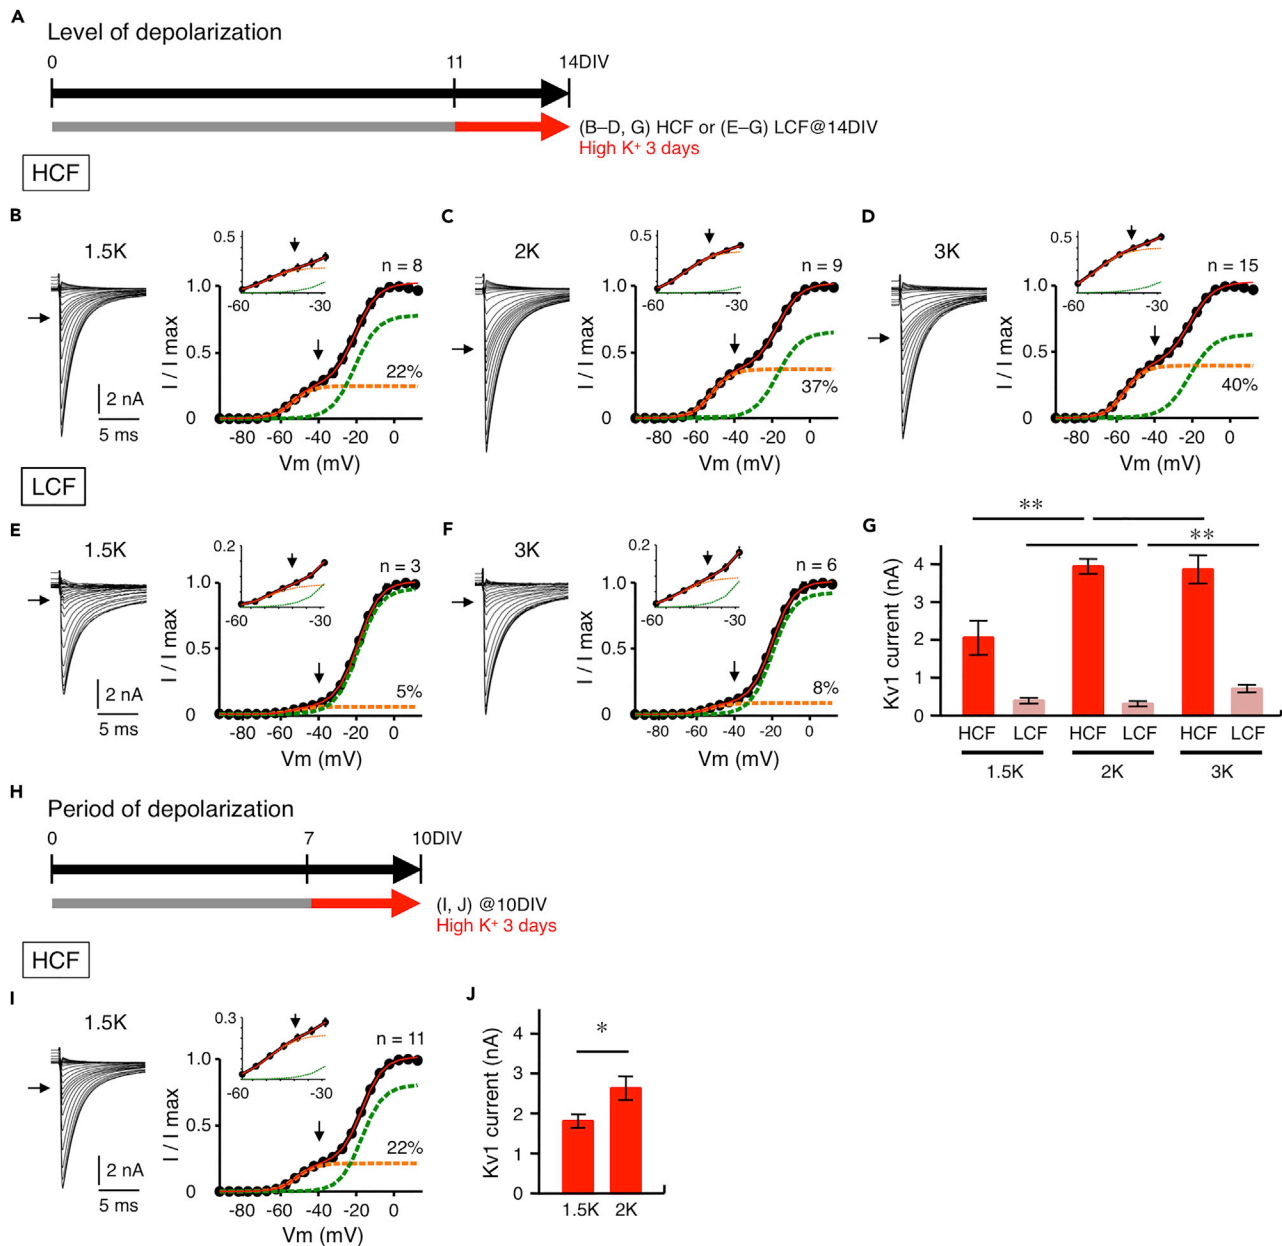 A
Level of depolarization
0 11 14DIV
(B–D, G) HCF or (E–G) LCF@14DIV
High K+ 3 days
HCF
B
1.5K
2 nA
5 ms
0.5
0
-60 -30
n = 8
1.0
0.5
0
I / I max
22%
-80 -60 -40 -20 0
Vm (mV)
C
2K
0.5
0
-60 -30
n = 9
1.0
0.5
0
I / I max
37%
-80 -60 -40 -20 0
Vm (mV)
D
3K
0.5
0
-60 -30
n = 15
1.0
0.5
0
I / I max
40%
-80 -60 -40 -20 0
Vm (mV)
LCF
E
1.5K
2 nA
5 ms
0.2
0
-60 -30
n = 3
1.0
0.5
0
I / I max
5%
-80 -60 -40 -20 0
Vm (mV)
F
3K
0.2
0
-60 -30
n = 6
1.0
0.5
0
I / I max
8%
-80 -60 -40 -20 0
Vm (mV)
G
**
**
Kv1 current (nA)
4
3
2
1
0
HCF LCF HCF LCF HCF LCF
1.5K 2K 3K
H
Period of depolarization
0 7 10DIV
(I, J) @10DIV
High K+ 3 days
HCF
I
1.5K
2 nA
5 ms
0.3
0
-60 -30
n = 11
1.0
0.5
0
I / I max
22%
-80 -60 -40 -20 0
Vm (mV)
J
*
Kv1 current (nA)
4
3
2
1
0
1.5K 2K